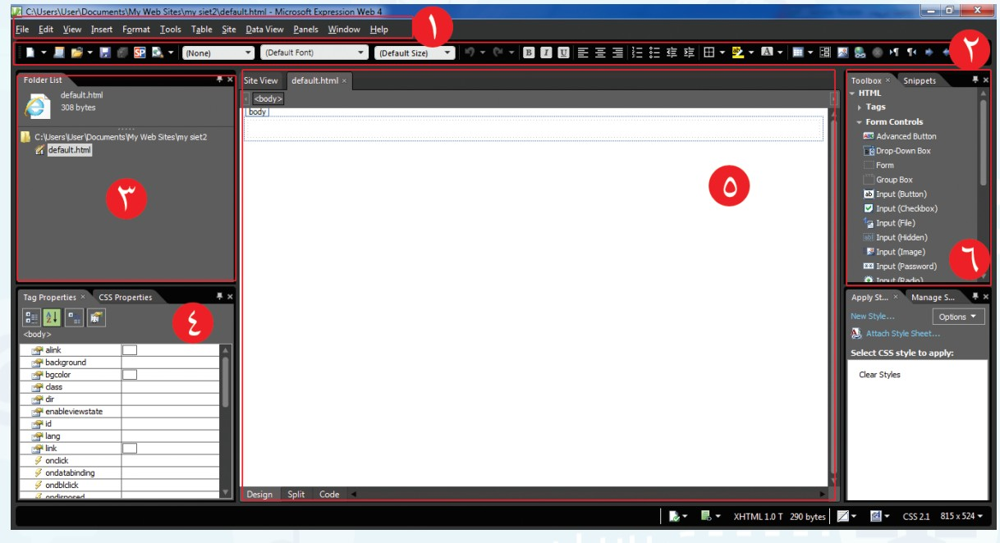 C:\Users\User\Documents\My Web Sites\my siet2\default.html - Microsoft Expression Web 4
File Edit View Insert Format Tools Table Site Data View Panels Window Help
١
(None) (Default Font) (Default Size) B I U A
٢
Folder List
default.html
308 bytes
C:\Users\User\Documents\My Web Sites\my siet2
default.html
٣
Tag Properties CSS Properties
٤
<body>
alink
background
bgcolor
class
dir
enableviewstate
id
lang
link
onclick
ondatabinding
ondblclick
ondisposed
Site View default.html
<body>
body
٥
Design Split Code
Toolbox Snippets
HTML
Tags
Form Controls
Advanced Button
Drop-Down Box
Form
Group Box
Input (Button)
Input (Checkbox)
Input (File)
Input (Hidden)
Input (Image)
Input (Password)
Input (Radio)
٦
Apply St... Manage S...
New Style... Options
Attach Style Sheet...
Select CSS style to apply:
Clear Styles
XHTML 1.0 T 290 bytes CSS 2.1 815 x 524